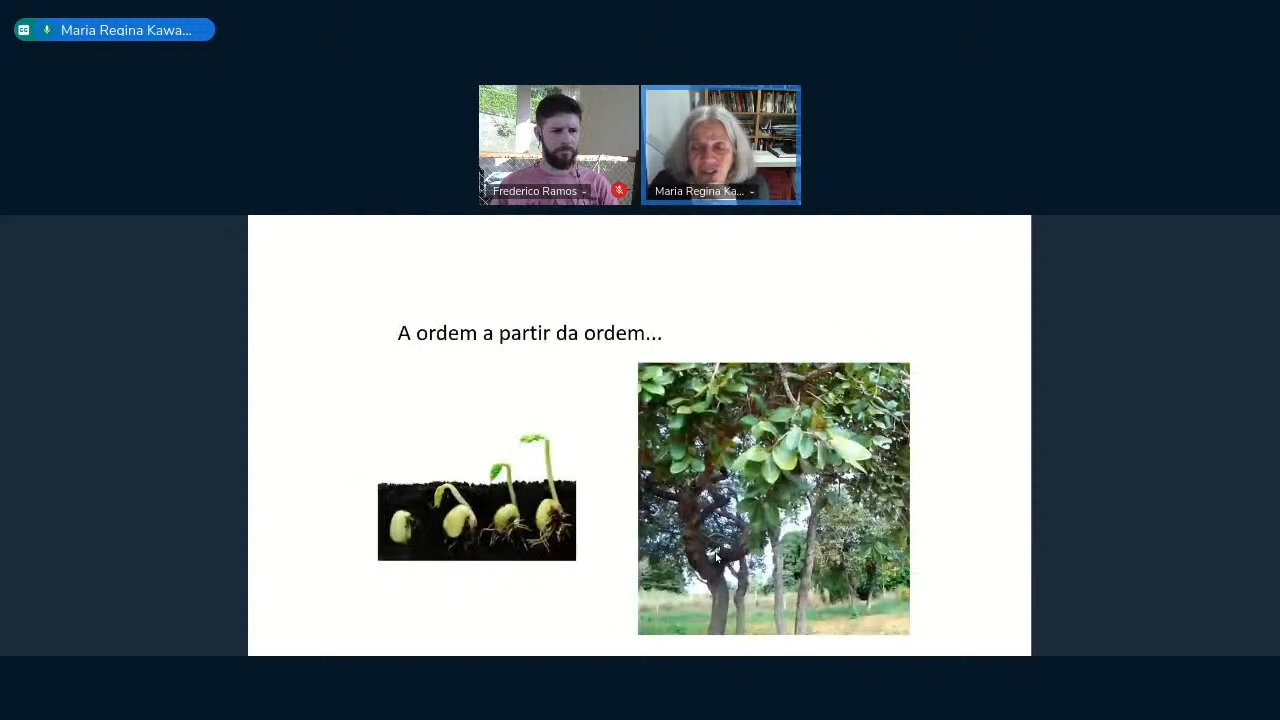 Maria Regina Kawa...
Frederico Ramos
Maria Regina Ka...
A ordem a partir da ordem...